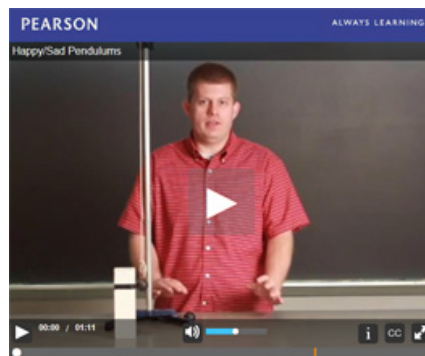 PEARSON
ALWAYS LEARNING
Happy/Sad Pendulums
00:00 / 01:11
i
CC